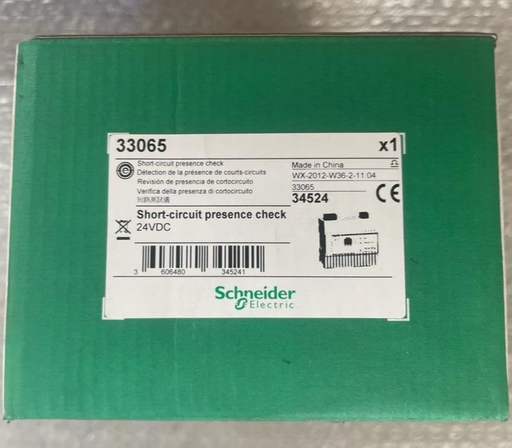 33065
x1
Short-circuit presence check
Détection de la présence de courts-circuits
Revisión de presencia de cortocircuito
Verifica della presenza di cortocircuito
Made in China
WX-2012-W36-2-11:04
33065
34524
CE
Short-circuit presence check
24VDC
3 606480 345241
Schneider
Electric